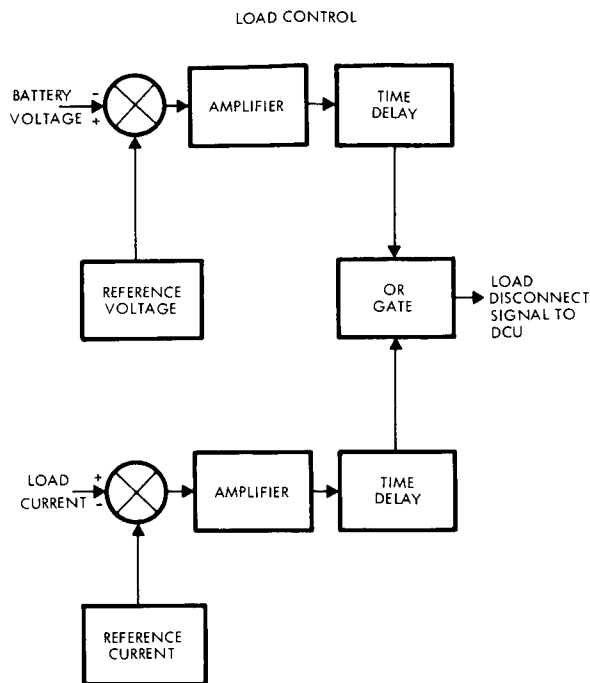 LOAD CONTROL
BATTERY
VOLTAGE
-
+
AMPLIFIER
TIME
DELAY
REFERENCE
VOLTAGE
OR
GATE
LOAD
DISCONNECT
SIGNAL TO
DCU
LOAD
CURRENT
+
-
AMPLIFIER
TIME
DELAY
REFERENCE
CURRENT